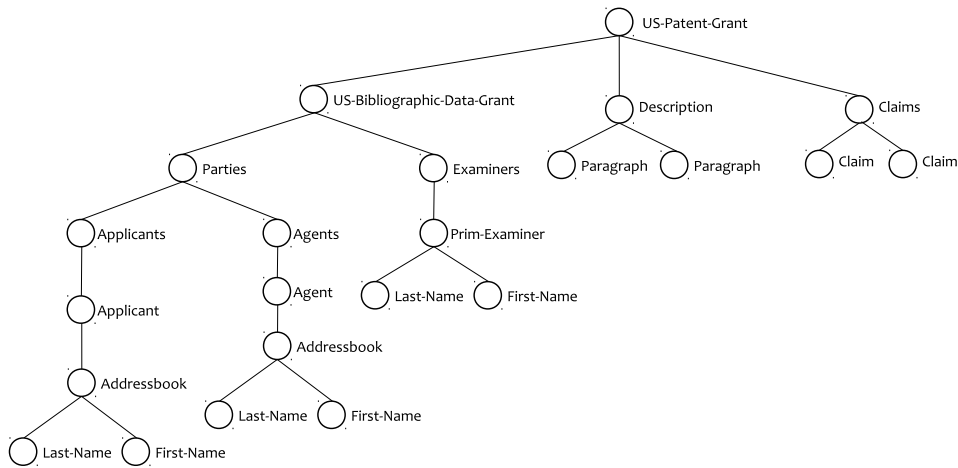 US-Patent-Grant
US-Bibliographic-Data-Grant
Description
Claims
Parties
Examiners
Paragraph
Paragraph
Claim
Claim
Applicants
Agents
Prim-Examiner
Agent
Last-Name
First-Name
Applicant
Addressbook
Addressbook
Last-Name
First-Name
Last-Name
First-Name